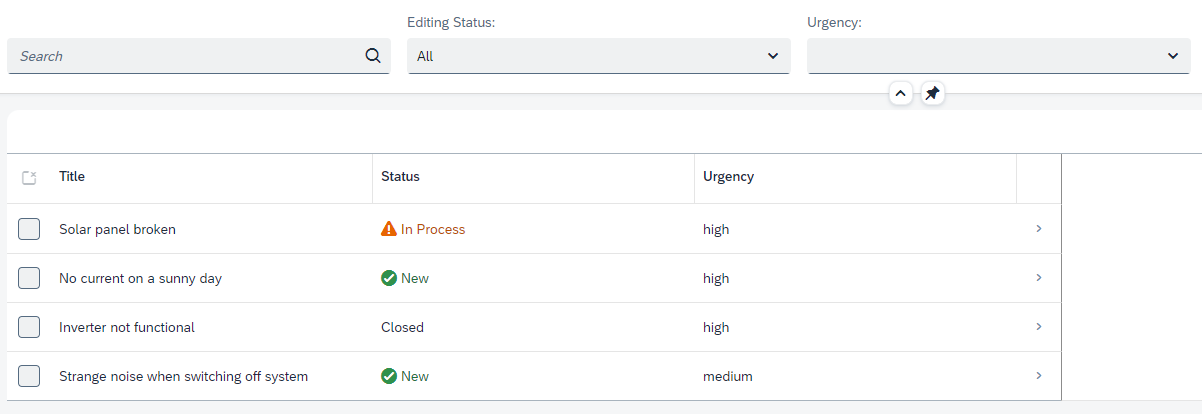 Editing Status:
Urgency:
Search
All
Title Status Urgency
Solar panel broken In Process high
No current on a sunny day New high
Inverter not functional Closed high
Strange noise when switching off system New medium